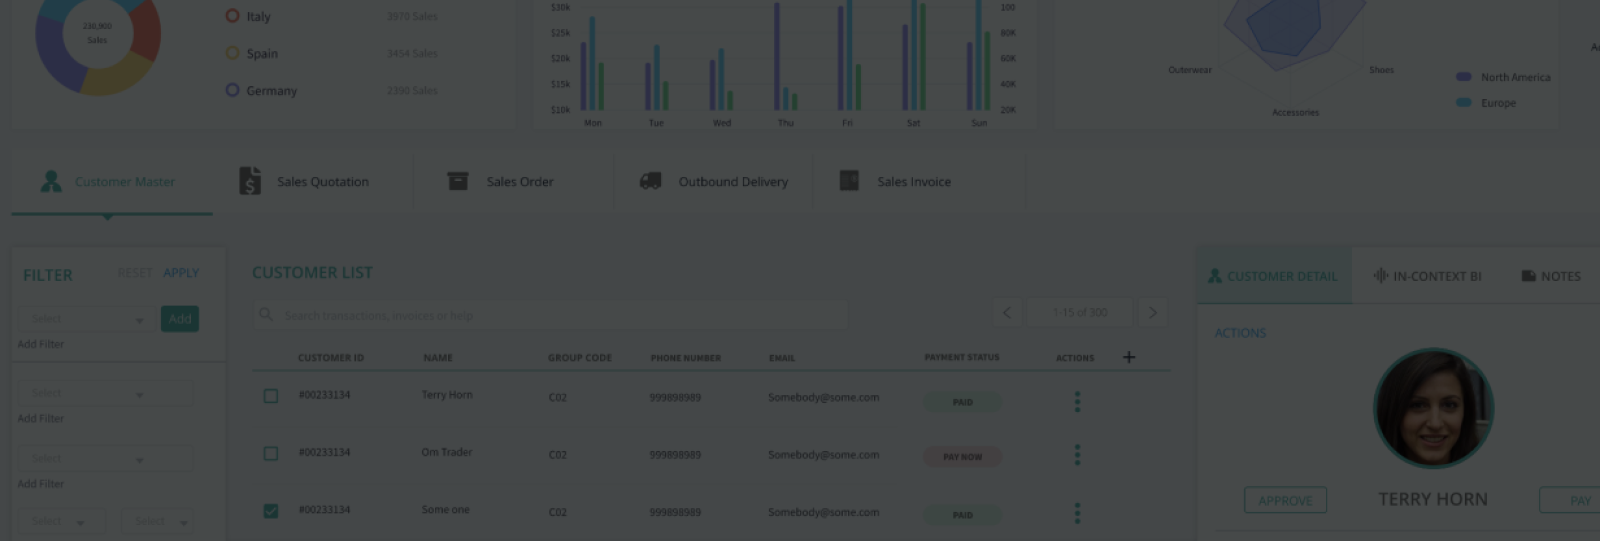 230,900
Sales
Italy 3970 Sales
Spain 3454 Sales
Germany 2390 Sales
$30k
$25k
$20k
$15k
$10k
100
80K
60K
40K
20K
Mon Tue Wed Thu Fri Sat Sun
Outerwear
Shoes
Accessories
North America
Europe
Customer Master
Sales Quotation
Sales Order
Outbound Delivery
Sales Invoice
FILTER RESET APPLY
Select Add
Add Filter
Select
Add Filter
Select
Add Filter
Select Select
CUSTOMER LIST
Search transactions, invoices or help
1-15 of 300
CUSTOMER ID NAME GROUP CODE PHONE NUMBER EMAIL PAYMENT STATUS ACTIONS +
#00233134 Terry Horn C02 999898989 Somebody@some.com PAID
#00233134 Om Trader C02 999898989 Somebody@some.com PAY NOW
#00233134 Some one C02 999898989 Somebody@some.com PAID
CUSTOMER DETAIL
IN-CONTEXT BI
NOTES
ACTIONS
APPROVE
TERRY HORN
PAY